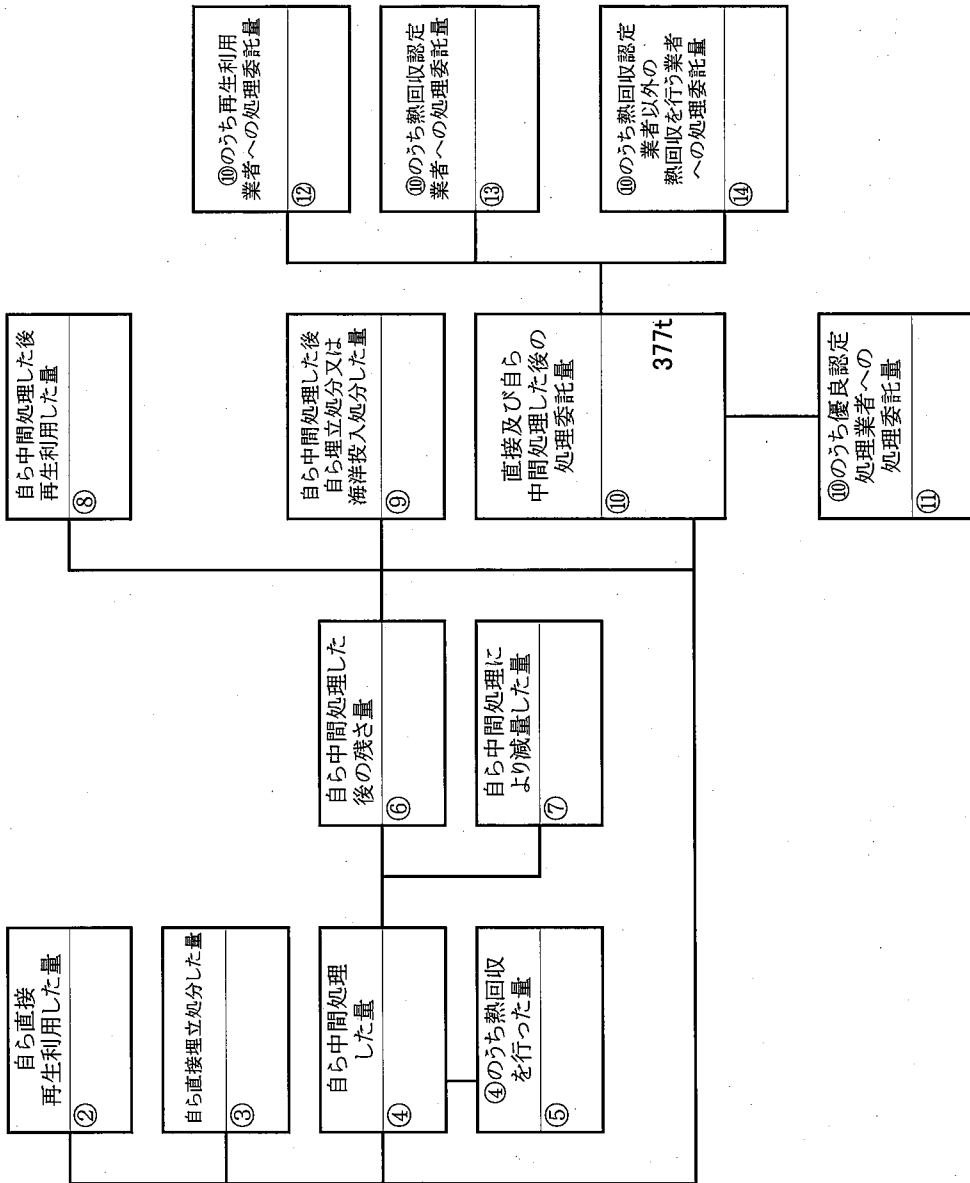 自ら直接
再生利用した量
②
自ら直接埋立処分した量
③
自ら中間処理
した量
④
④のうち熱回収
を行った量
⑤
自ら中間処理した
後の残さ量
⑥
自ら中間処理に
より減量した量
⑦
自ら中間処理した後
再生利用した量
⑧
自ら中間処理した後
自ら埋立処分又は
海洋投入処分した量
⑨
直接及び自ら
中間処理した後の
処理委託量
⑩
377t
⑩のうち優良認定
処理業者への
処理委託量
⑪
⑩のうち再生利用
業者への処理委託量
⑫
⑩のうち熱回収認定
業者への処理委託量
⑬
⑩のうち熱回収認定
業者以外の
熱回収を行う業者
への処理委託量
⑭